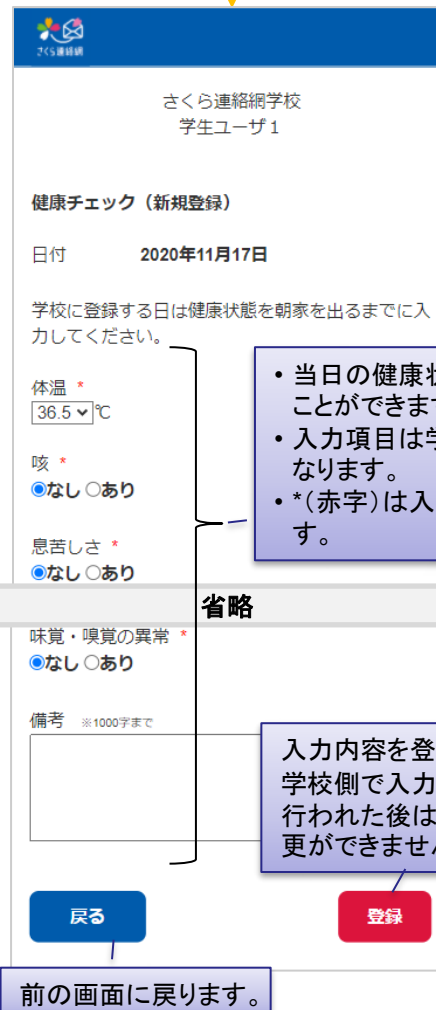 さくら連絡網
さくら連絡網学校
学生ユーザ1
健康チェック（新規登録）
日付 2020年11月17日
学校に登録する日は健康状態を朝家を出るまでに入
力してください。
体温 *
36.5 ℃
咳 *
なし あり
息苦しさ *
なし あり
・当日の健康状
ことができま
・入力項目は学
なります。
・*(赤字)は入
す。
省略
味覚・嗅覚の異常 *
なし あり
備考 ※1000字まで
入力内容を登
学校側で入力
行われた後は
更ができませ
戻る
登録
前の画面に戻ります。